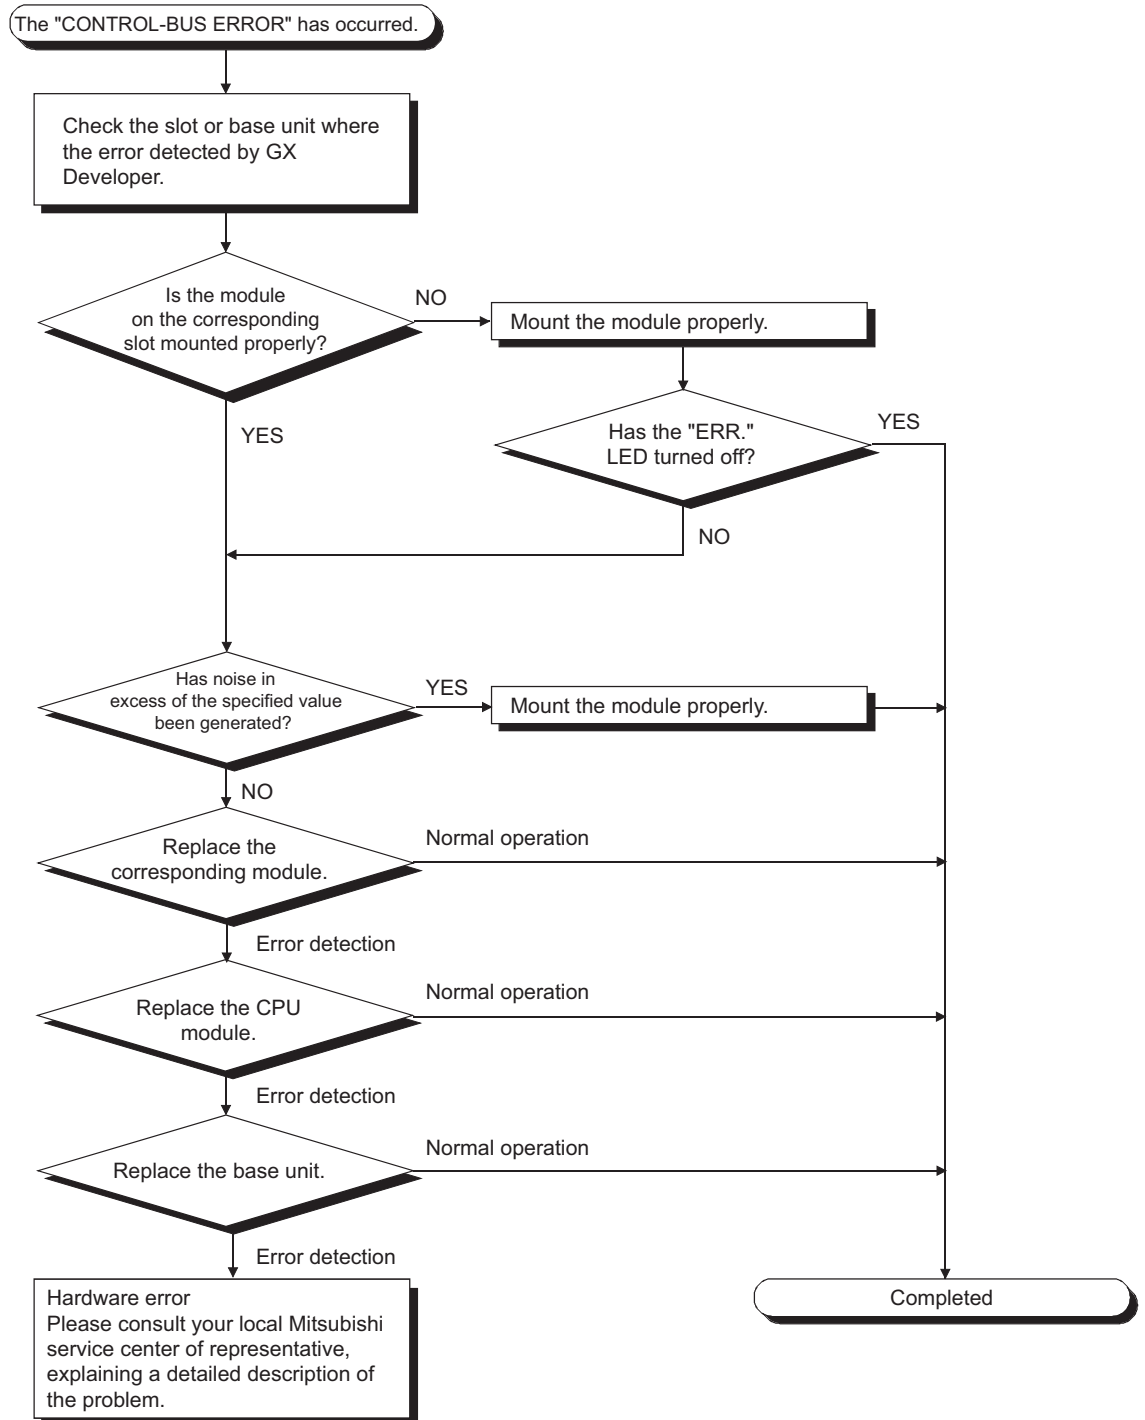 The "CONTROL-BUS ERROR" has occurred.
Check the slot or base unit where
the error detected by GX
Developer.
Is the module
on the corresponding
slot mounted properly?
NO
Mount the module properly.
YES
Has the "ERR."
LED turned off?
YES
NO
Has noise in
excess of the specified value
been generated?
YES
Mount the module properly.
NO
Replace the
corresponding module.
Normal operation
Error detection
Replace the CPU
module.
Normal operation
Error detection
Replace the base unit.
Normal operation
Error detection
Hardware error
Please consult your local Mitsubishi
service center of representative,
explaining a detailed description of
the problem.
Completed